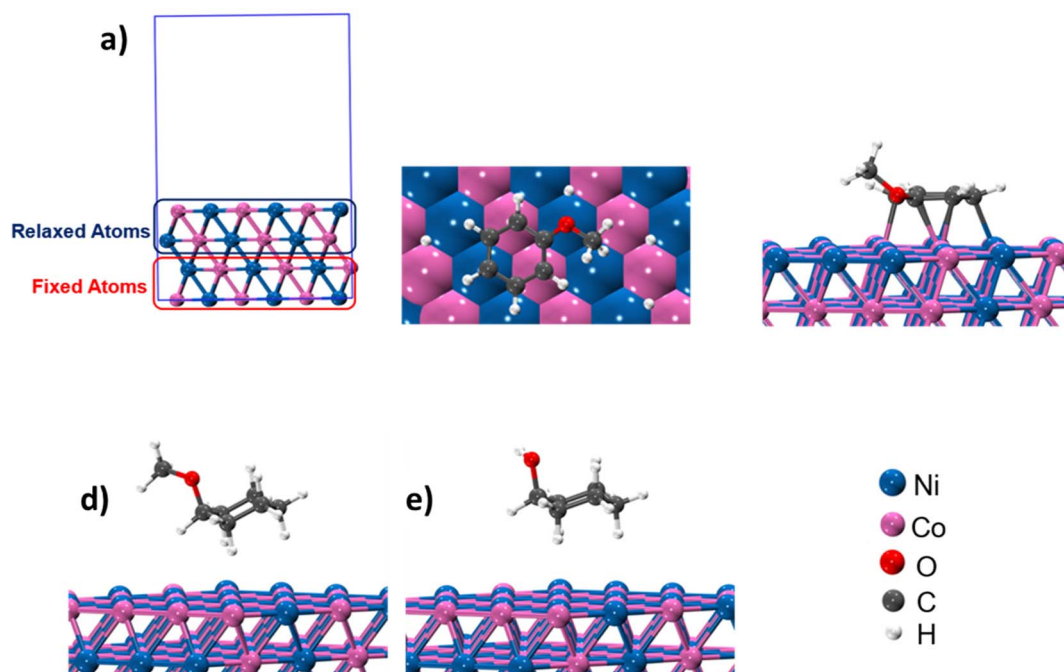 a)
Relaxed Atoms
Fixed Atoms
d)
e)
Ni
Co
O
C
H